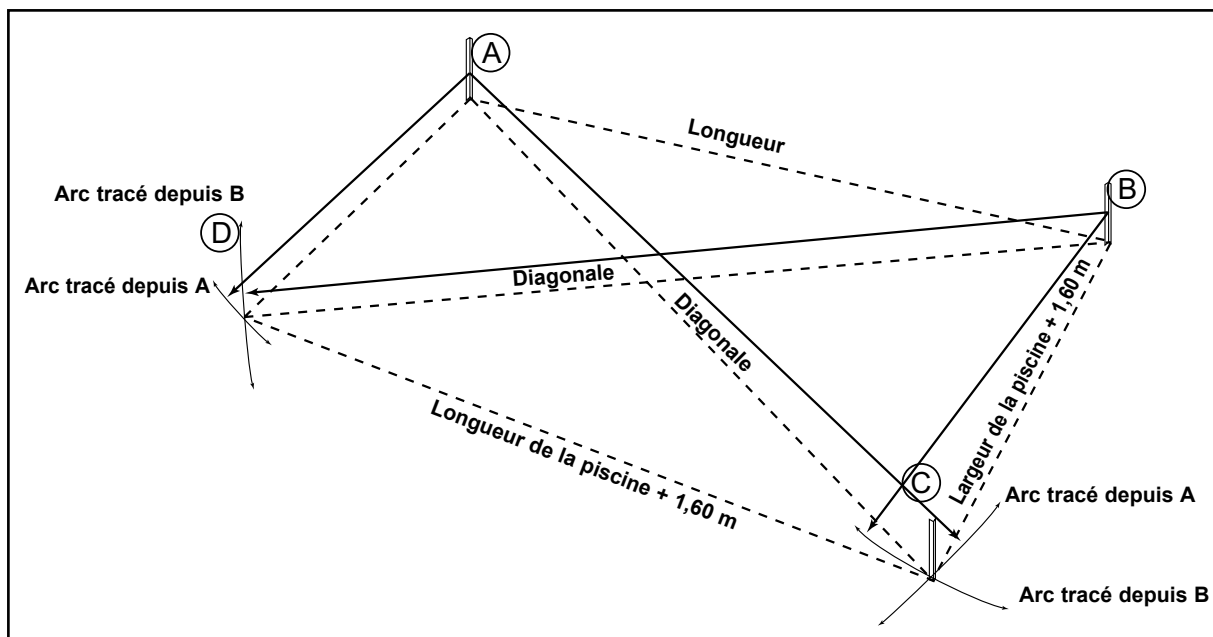 A
Longueur
B
Arc tracé depuis B
D
Arc tracé depuis A
Diagonale
Diagonale
Largeur de la piscine + 1,60 m
Longueur de la piscine + 1,60 m
C
Arc tracé depuis A
Arc tracé depuis B